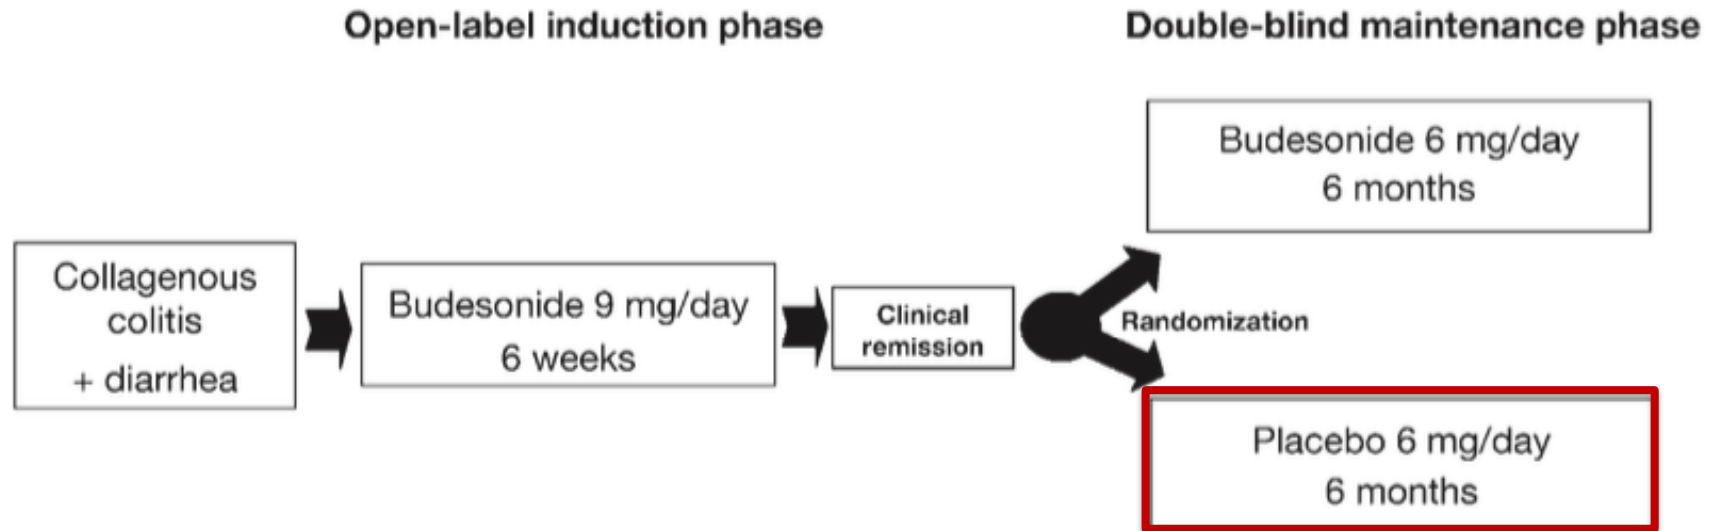 Open-label induction phase
Double-blind maintenance phase
Collagenous
colitis
+ diarrhea
Budesonide 9 mg/day
6 weeks
Clinical
remission
Randomization
Budesonide 6 mg/day
6 months
Placebo 6 mg/day
6 months